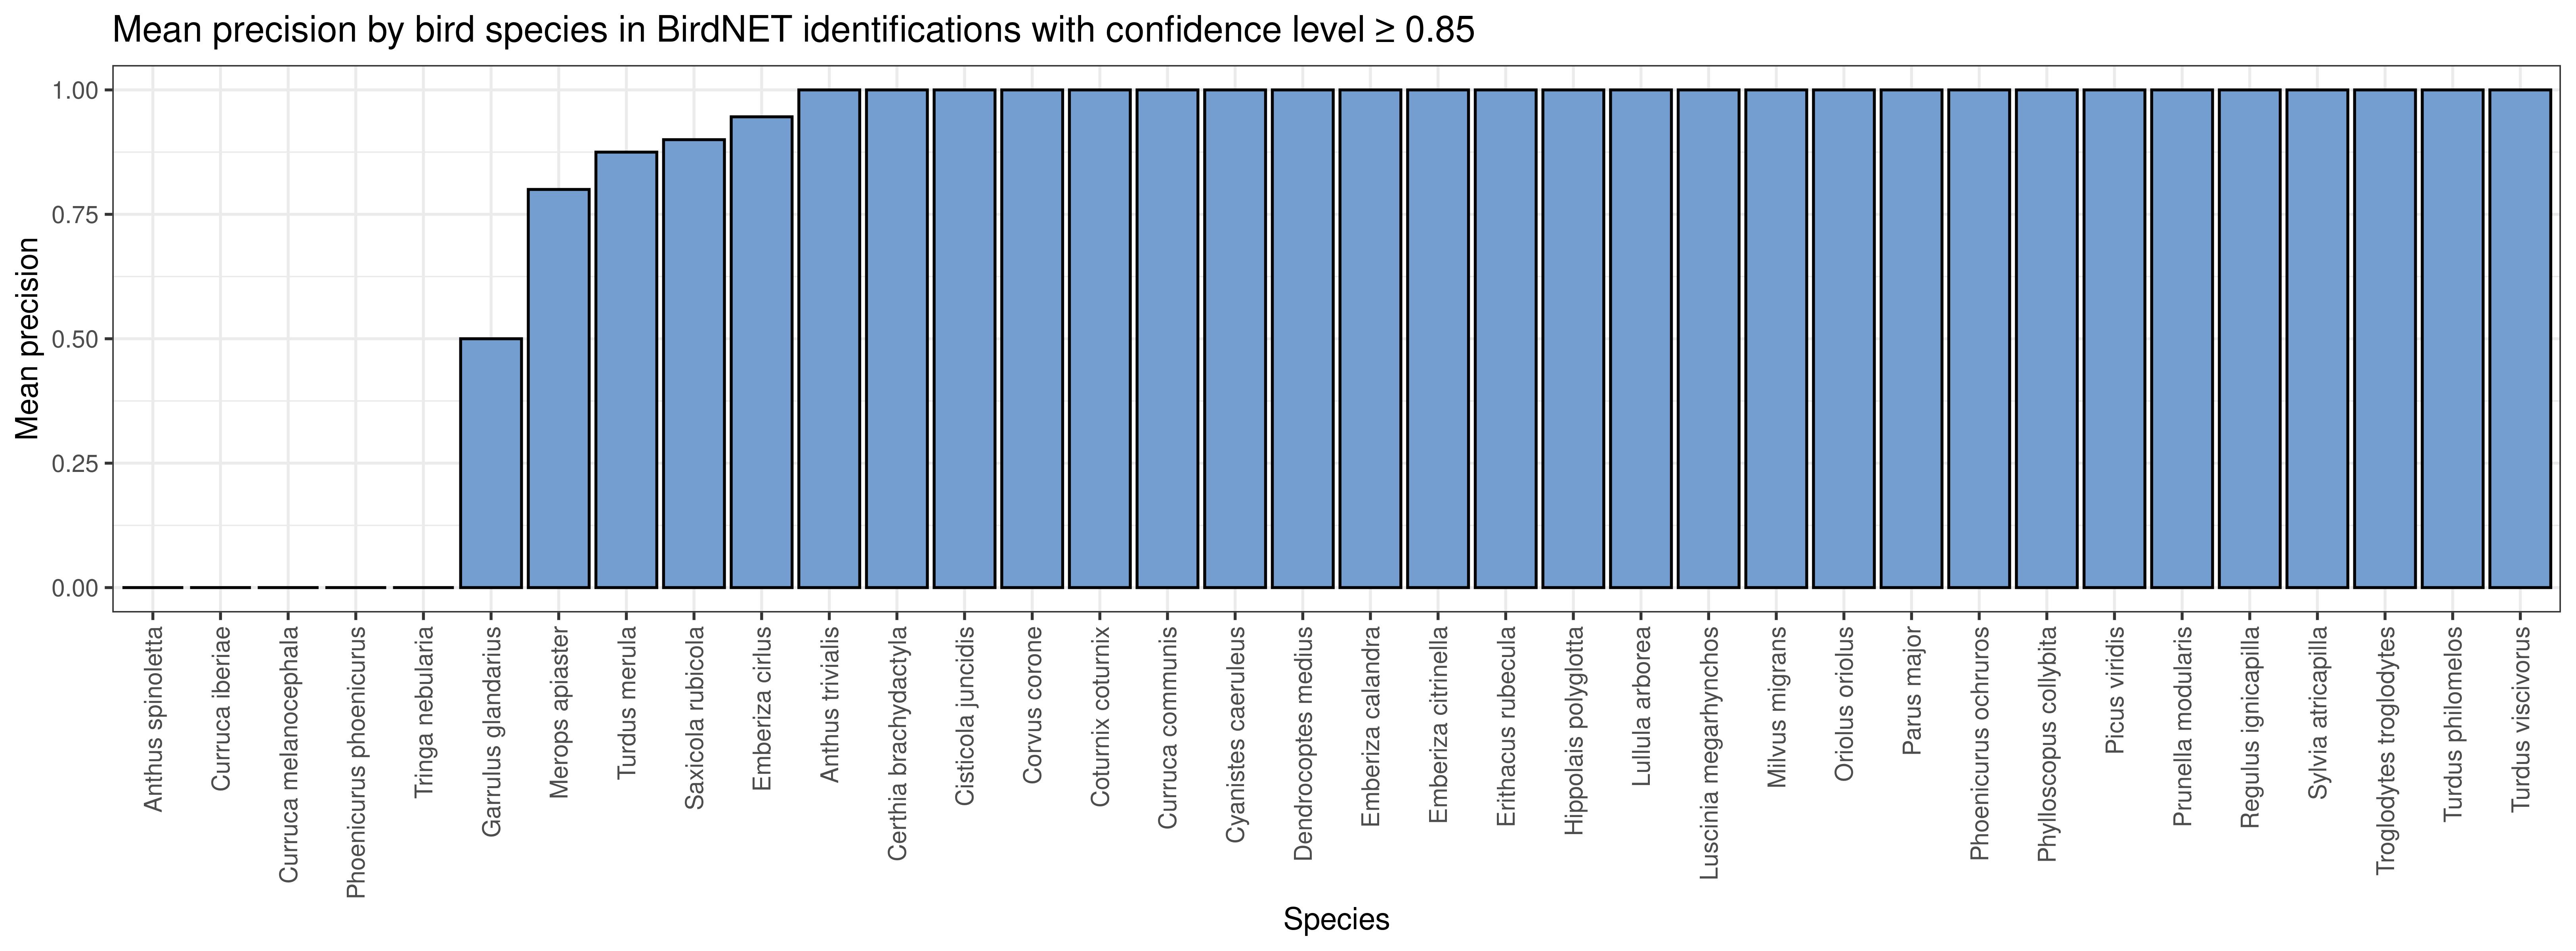 Mean precision by bird species in BirdNET identifications with confidence level ≥ 0.85
Mean precision
1.00
0.75
0.50
0.25
0.00
Anthus spinoletta
Curruca iberiae
Curruca melanocephala
Phoenicurus phoenicurus
Tringa nebularia
Garrulus glandarius
Merops apiaster
Turdus merula
Saxicola rubicola
Emberiza cirlus
Anthus trivialis
Certhia brachydactyla
Cisticola juncidis
Corvus corone
Coturnix coturnix
Curruca communis
Cyanistes caeruleus
Dendrocoptes medius
Emberiza calandra
Emberiza citrinella
Erithacus rubecula
Hippolais polyglotta
Lullula arborea
Luscinia megarhynchos
Milvus migrans
Oriolus oriolus
Parus major
Phoenicurus ochruros
Phylloscopus collybita
Picus viridis
Prunella modularis
Regulus ignicapilla
Sylvia atricapilla
Troglodytes troglodytes
Turdus philomelos
Turdus viscivorus
Species